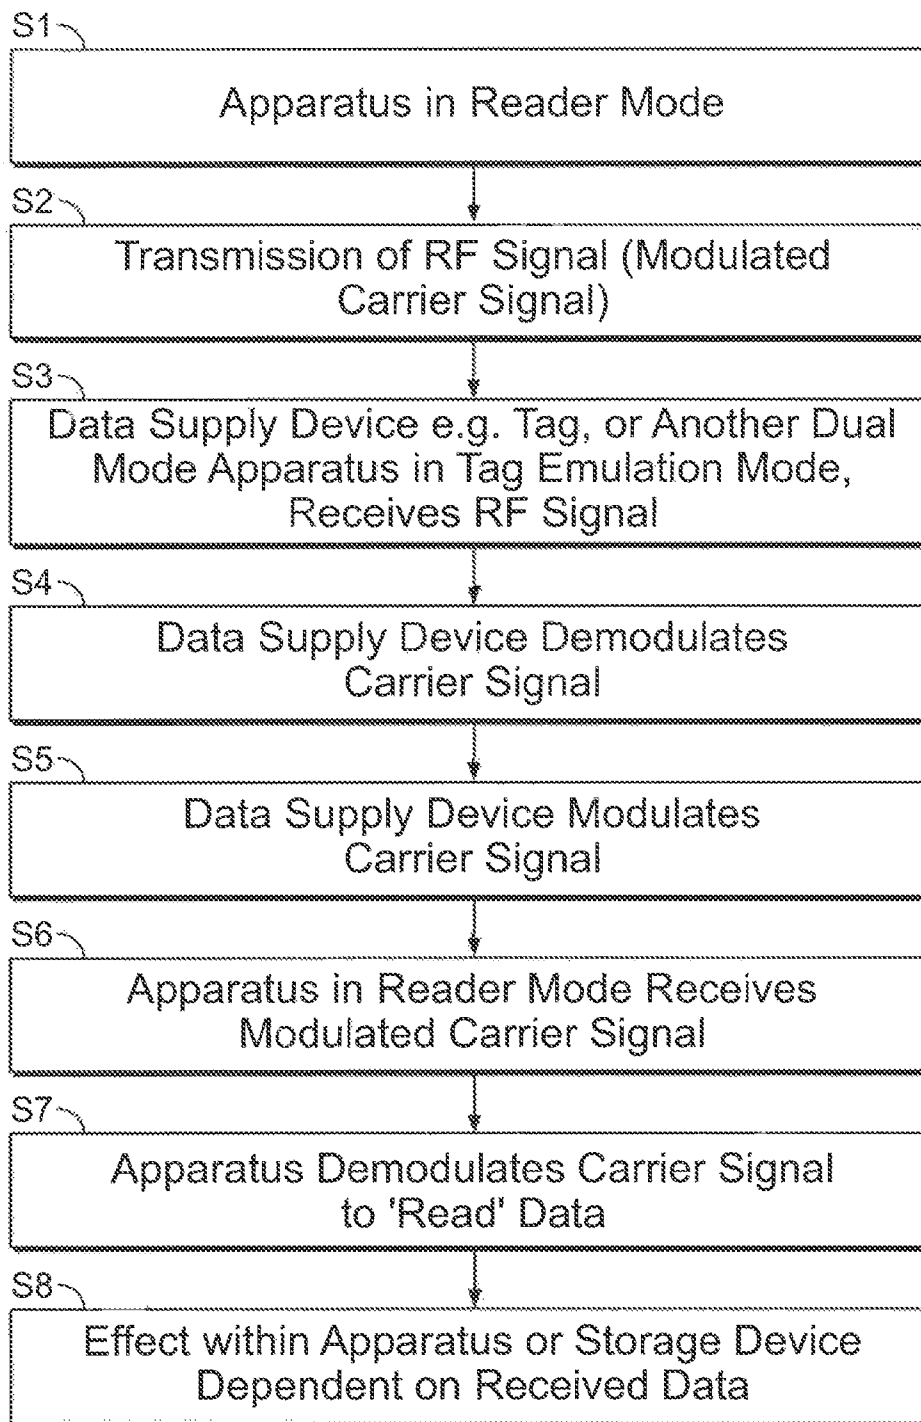 S1
Apparatus in Reader Mode
S2
Transmission of RF Signal (Modulated
Carrier Signal)
S3
Data Supply Device e.g. Tag, or Another Dual
Mode Apparatus in Tag Emulation Mode,
Receives RF Signal
S4
Data Supply Device Demodulates
Carrier Signal
S5
Data Supply Device Modulates
Carrier Signal
S6
Apparatus in Reader Mode Receives
Modulated Carrier Signal
S7
Apparatus Demodulates Carrier Signal
to 'Read' Data
S8
Effect within Apparatus or Storage Device
Dependent on Received Data